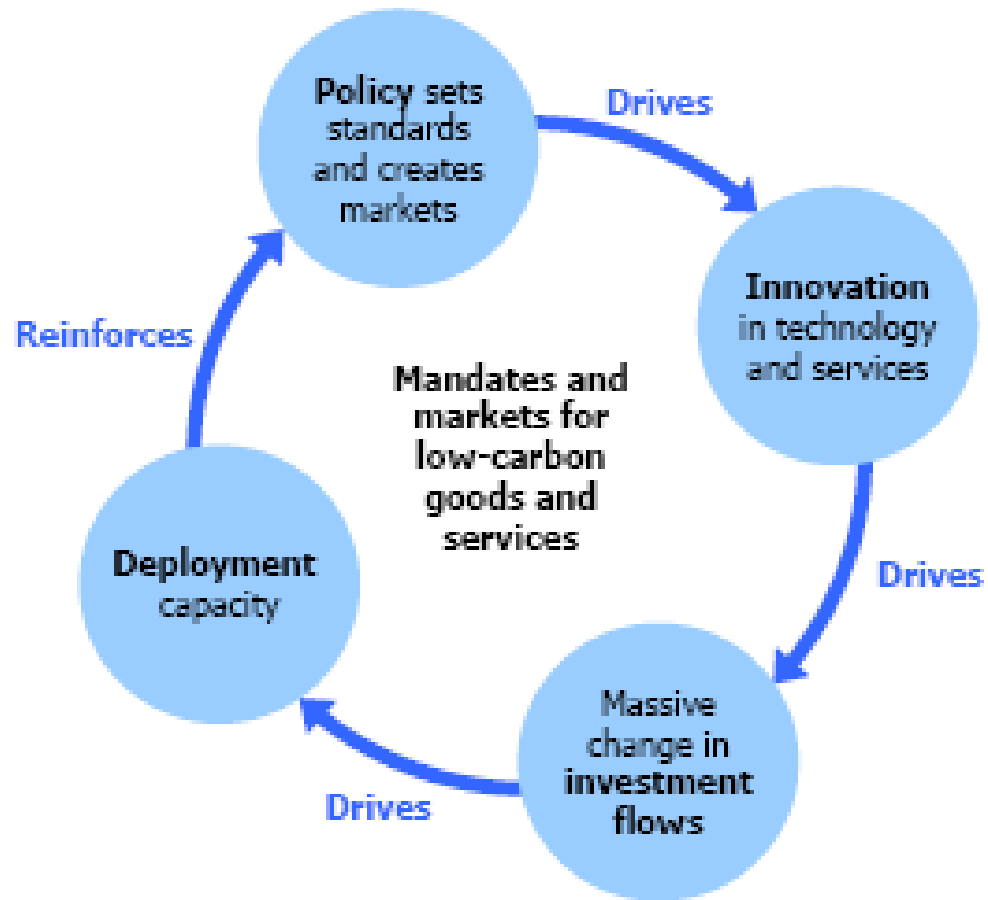 Policy sets
standards
and creates
markets
Drives
Innovation
in technology
and services
Drives
Massive
change in
investment
flows
Drives
Deployment
capacity
Reinforces
Mandates and
markets for
low-carbon
goods and
services